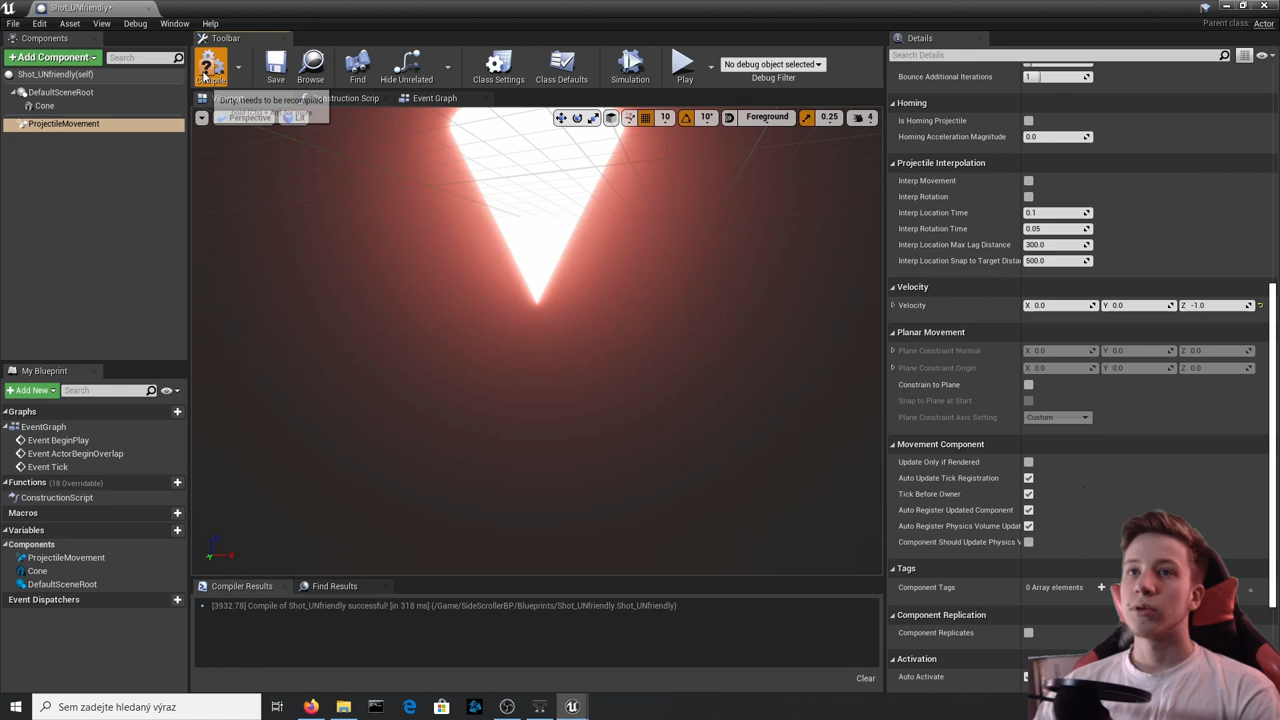 Shot_UNfriendly*
File Edit Asset View Debug Window Help
Parent class: Actor
Components
Toolbar
Details
+Add Component
Search
Compile
Save
Browse
Find
Hide Unrelated
Class Settings
Class Defaults
Simulation
Play
No debug object selected
Debug Filter
Search Details
Shot_UNfriendly(self)
DefaultSceneRoot
Cone
ProjectileMovement
Dirty; needs to be recompiled
Construction Scrip
Event Graph
Perspective
Lit
10
10°
Foreground
0.25
4
Bounce Additional Iterations 1
Homing
Is Homing Projectile
Homing Acceleration Magnitude 0.0
Projectile Interpolation
Interp Movement
Interp Rotation
Interp Location Time 0.1
Interp Rotation Time 0.05
Interp Location Max Lag Distance 300.0
Interp Location Snap to Target Distan 500.0
Velocity
Velocity X 0.0 Y 0.0 Z -1.0
Planar Movement
Plane Constraint Normal X 0.0 Y 0.0 Z 0.0
Plane Constraint Origin X 0.0 Y 0.0 Z 0.0
Constrain to Plane
Snap to Plane at Start
Plane Constraint Axis Setting Custom
Movement Component
Update Only if Rendered
Auto Update Tick Registration
Tick Before Owner
Auto Register Updated Component
Auto Register Physics Volume Updat
Component Should Update Physics V
Tags
Component Tags 0 Array elements
Component Replication
Component Replicates
Activation
Auto Activate
My Blueprint
+Add New
Search
Graphs
EventGraph
Event BeginPlay
Event ActorBeginOverlap
Event Tick
Functions (18 Overridable)
ConstructionScript
Macros
Variables
Components
ProjectileMovement
Cone
DefaultSceneRoot
Event Dispatchers
Compiler Results
Find Results
[3932.78] Compile of Shot_UNfriendly successful! [in 318 ms] (/Game/SideScrollerBP/Blueprints/Shot_UNfriendly.Shot_UNfriendly)
Clear
Sem zadejte hledaný výraz